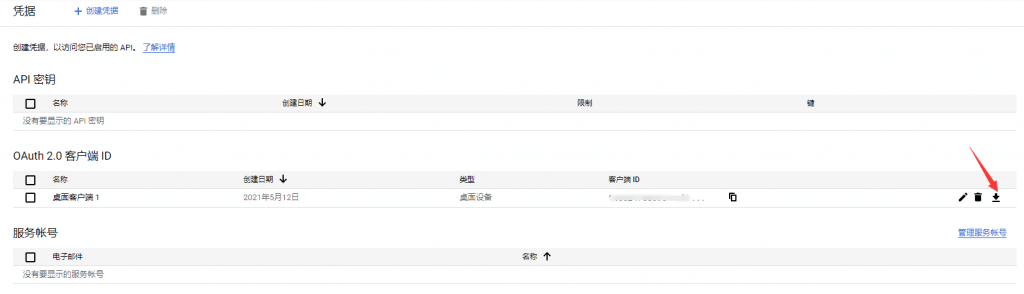 凭据 + 创建凭据 删除
创建凭据，以访问您已启用的 API。 了解详情
API 密钥
名称 创建日期 ↓ 限制 键
没有要显示的 API 密钥
OAuth 2.0 客户端 ID
名称 创建日期 ↓ 类型 客户端 ID
桌面客户端 1 2021年5月12日 桌面设备
服务帐号 管理服务帐号
电子邮件 名称 ↑
没有要显示的服务帐号